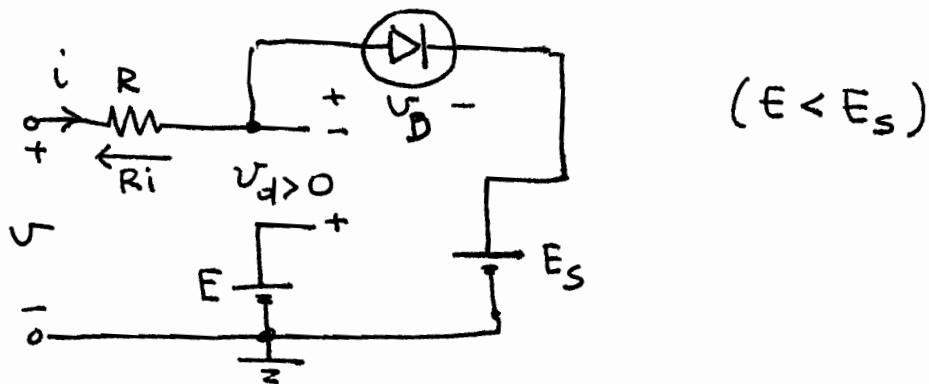 i R + v_D − (E < E_s)
+ Ri −
v_d>0
v +
E E_s
−